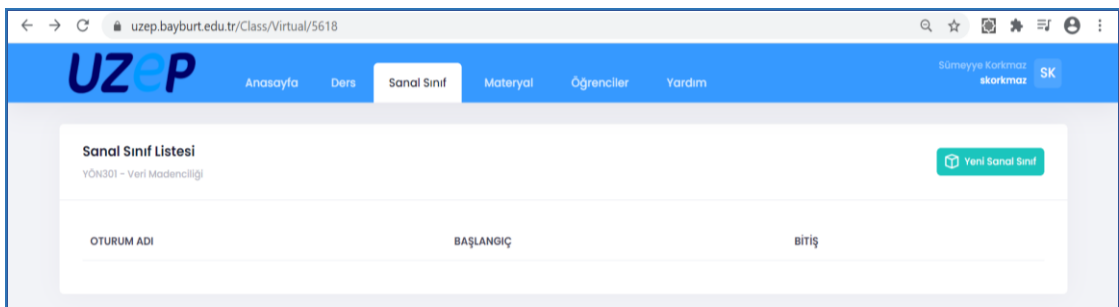 uzep.bayburt.edu.tr/Class/Virtual/5618
UZeP
Anasayfa Ders Sanal Sınıf Materyal Öğrenciler Yardım
Sümeyye Korkmaz
skorkmaz
SK
Sanal Sınıf Listesi
YÖN301 - Veri Madenciliği
Yeni Sanal Sınıf
OTURUM ADI BAŞLANGIÇ BİTİŞ